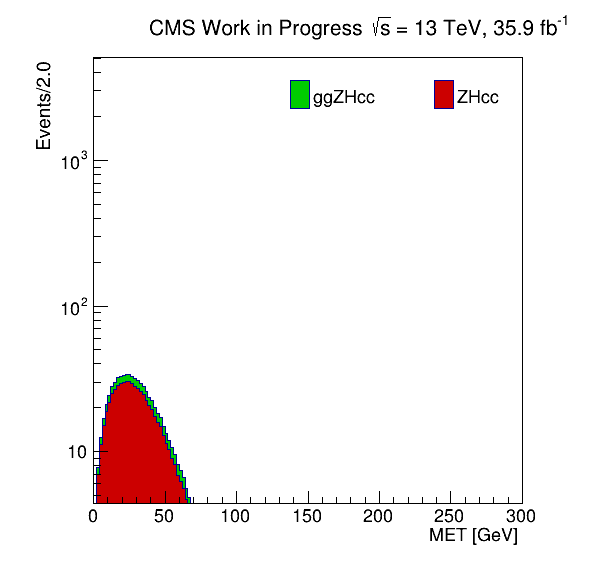 CMS Work in Progress √s = 13 TeV, 35.9 fb⁻¹
Events/2.0
ggZHcc
ZHcc
10³
10²
10
0 50 100 150 200 250 300
MET [GeV]